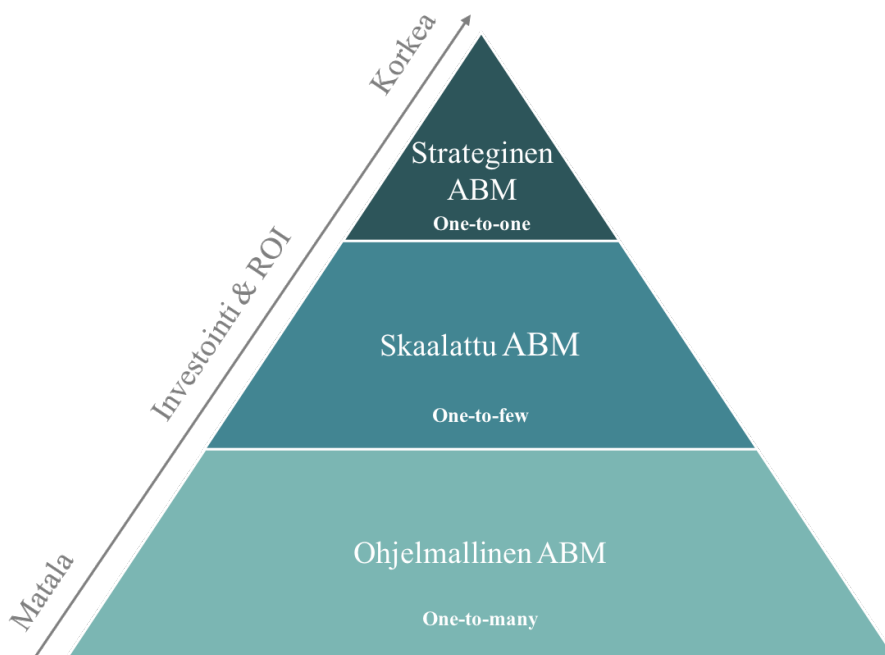 Korkea
Investointi & ROI
Matala
Strateginen
ABM
One-to-one
Skaalattu ABM
One-to-few
Ohjelmallinen ABM
One-to-many